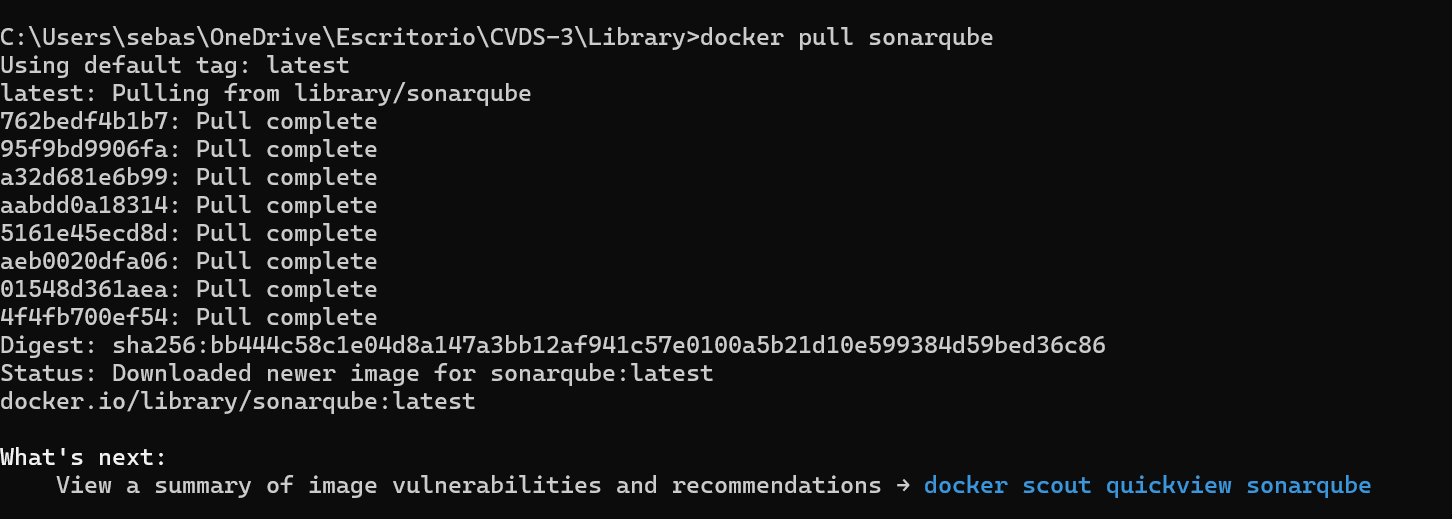 C:\Users\sebas\OneDrive\Escritorio\CVDS-3\Library>docker pull sonarqube
Using default tag: latest
latest: Pulling from library/sonarqube
762bedf4b1b7: Pull complete
95f9bd9906fa: Pull complete
a32d681e6b99: Pull complete
aabdd0a18314: Pull complete
5161e45ecd8d: Pull complete
aeb0020dfa06: Pull complete
01548d361aea: Pull complete
4f4fb700ef54: Pull complete
Digest: sha256:bb444c58c1e04d8a147a3bb12af941c57e0100a5b21d10e599384d59bed36c86
Status: Downloaded newer image for sonarqube:latest
docker.io/library/sonarqube:latest
What's next:
View a summary of image vulnerabilities and recommendations → docker scout quickview sonarqube